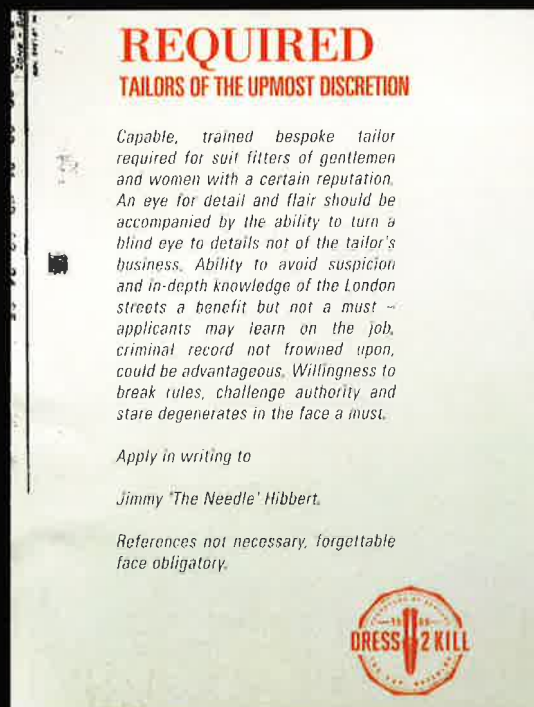 REQUIRED
TAILORS OF THE UPMOST DISCRETION
Capable, trained bespoke tailor
required for suit fitters of gentlemen
and women with a certain reputation.
An eye for detail and flair should be
accompanied by the ability to turn a
blind eye to details not of the tailor's
business. Ability to avoid suspicion
and in-depth knowledge of the London
streets a benefit but not a must –
applicants may learn on the job,
criminal record not frowned upon,
could be advantageous. Willingness to
break rules, challenge authority and
stare degenerates in the face a must.
Apply in writing to
Jimmy 'The Needle' Hibbert.
References not necessary, forgettable
face obligatory.
DRESS 2 KILL